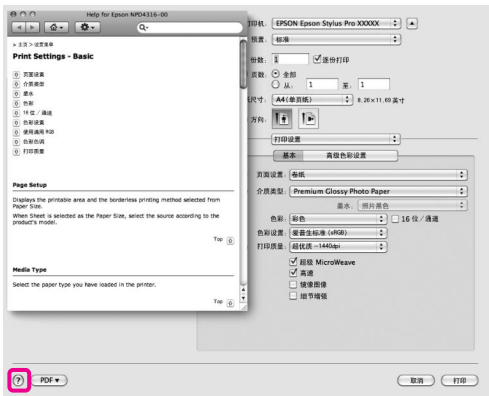 Help for Epson NPD4316-00
Q-
> 主页 > 设置菜单
Print Settings - Basic
页面设置
介质类型
墨水
色彩
16 位 / 通道
色彩设置
使用通用 RGB
色彩色调
打印质量
Page Setup
Displays the printable area and the borderless printing method selected from
Paper Size.
When Sheet is selected as the Paper Size, select the source according to the
product's model.
Top
Media Type
Select the paper type you have loaded in the printer.
Top
印机: EPSON Epson Stylus Pro XXXXX
预置: 标准
份数: 1 逐份打印
页数: 全部
从: 1 至: 1
尺寸: A4(单页纸) 8.26×11.69 英寸
方向:
打印设置
基本 高级色彩设置
页面设置: 卷纸
介质类型: Premium Glossy Photo Paper
墨水: 照片黑色
色彩: 彩色 16 位/通道
色彩设置: 爱普生标准 (sRGB)
打印质量: 超优质 -1440dpi
超级 MicroWeave
高速
镜像图像
细节增强
? PDF 取消 打印